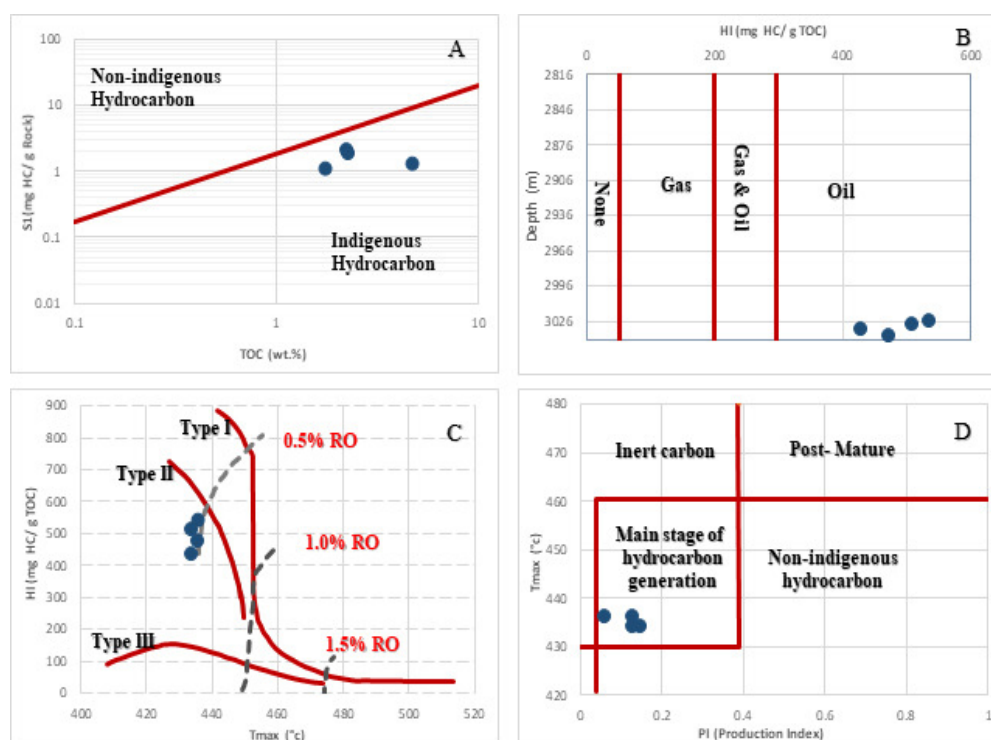 A
100
10
1
0.1
0.01
S1 (mg HC/ g Rock)
Non-indigenous
Hydrocarbon
Indigenous
Hydrocarbon
0.1
1
10
TOC (wt.%)
HI (mg HC/ g TOC)
B
0
200
400
600
2816
2846
2876
2906
2936
2966
2996
3026
Depth (m)
None
Gas
Gas & Oil
Oil
C
900
800
700
600
500
400
300
200
100
0
HI (mg HC/ g TOC)
Type I
Type II
Type III
0.5% RO
1.0% RO
1.5% RO
400
420
440
460
480
500
520
Tmax (°c)
D
480
470
460
450
440
430
420
Tmax (°c)
Inert carbon
Post- Mature
Main stage of
hydrocarbon
generation
Non-indigenous
hydrocarbon
0
0.2
0.4
0.6
0.8
1
PI (Production Index)